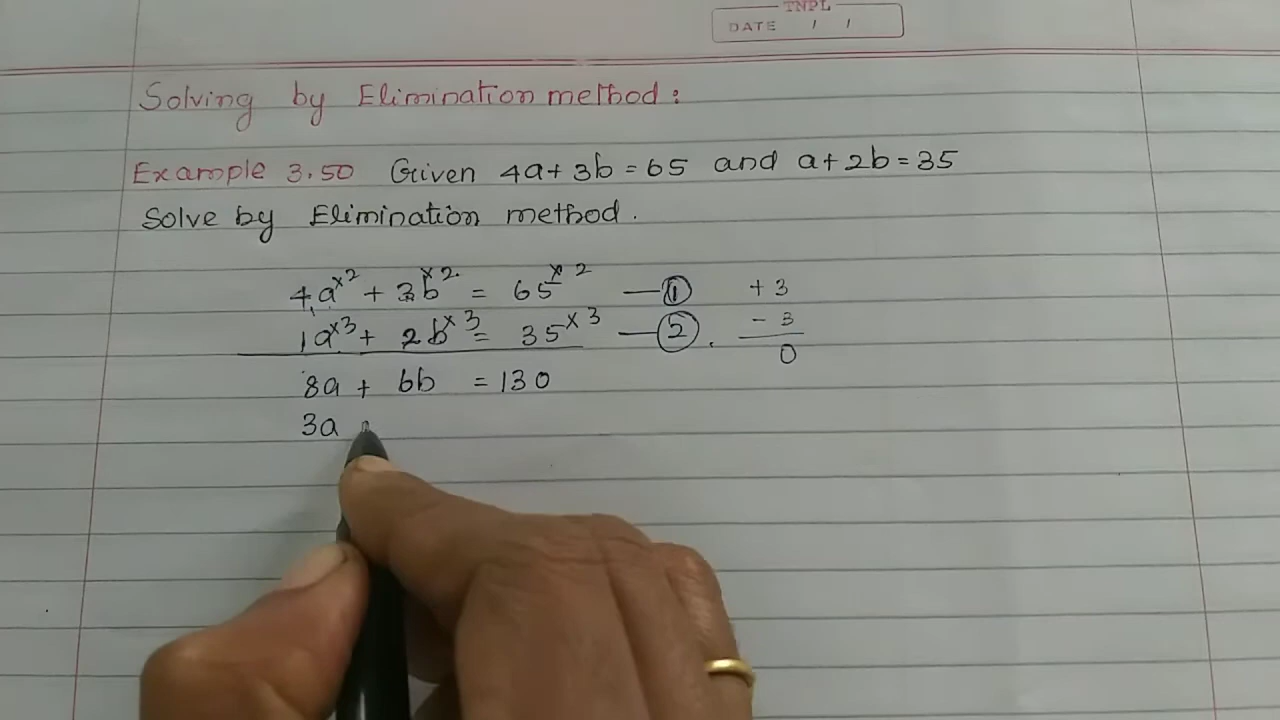 TNPL
DATE / /
Solving by Elimination method:
Example 3.50 Given 4a+3b=65 and a+2b=35
Solve by Elimination method.
4a×2 + 3b×2 = 65×2 — ① +3
1a×3 + 2b×3 = 35×3 — ②. - 3
0
8a + 6b = 130
3a